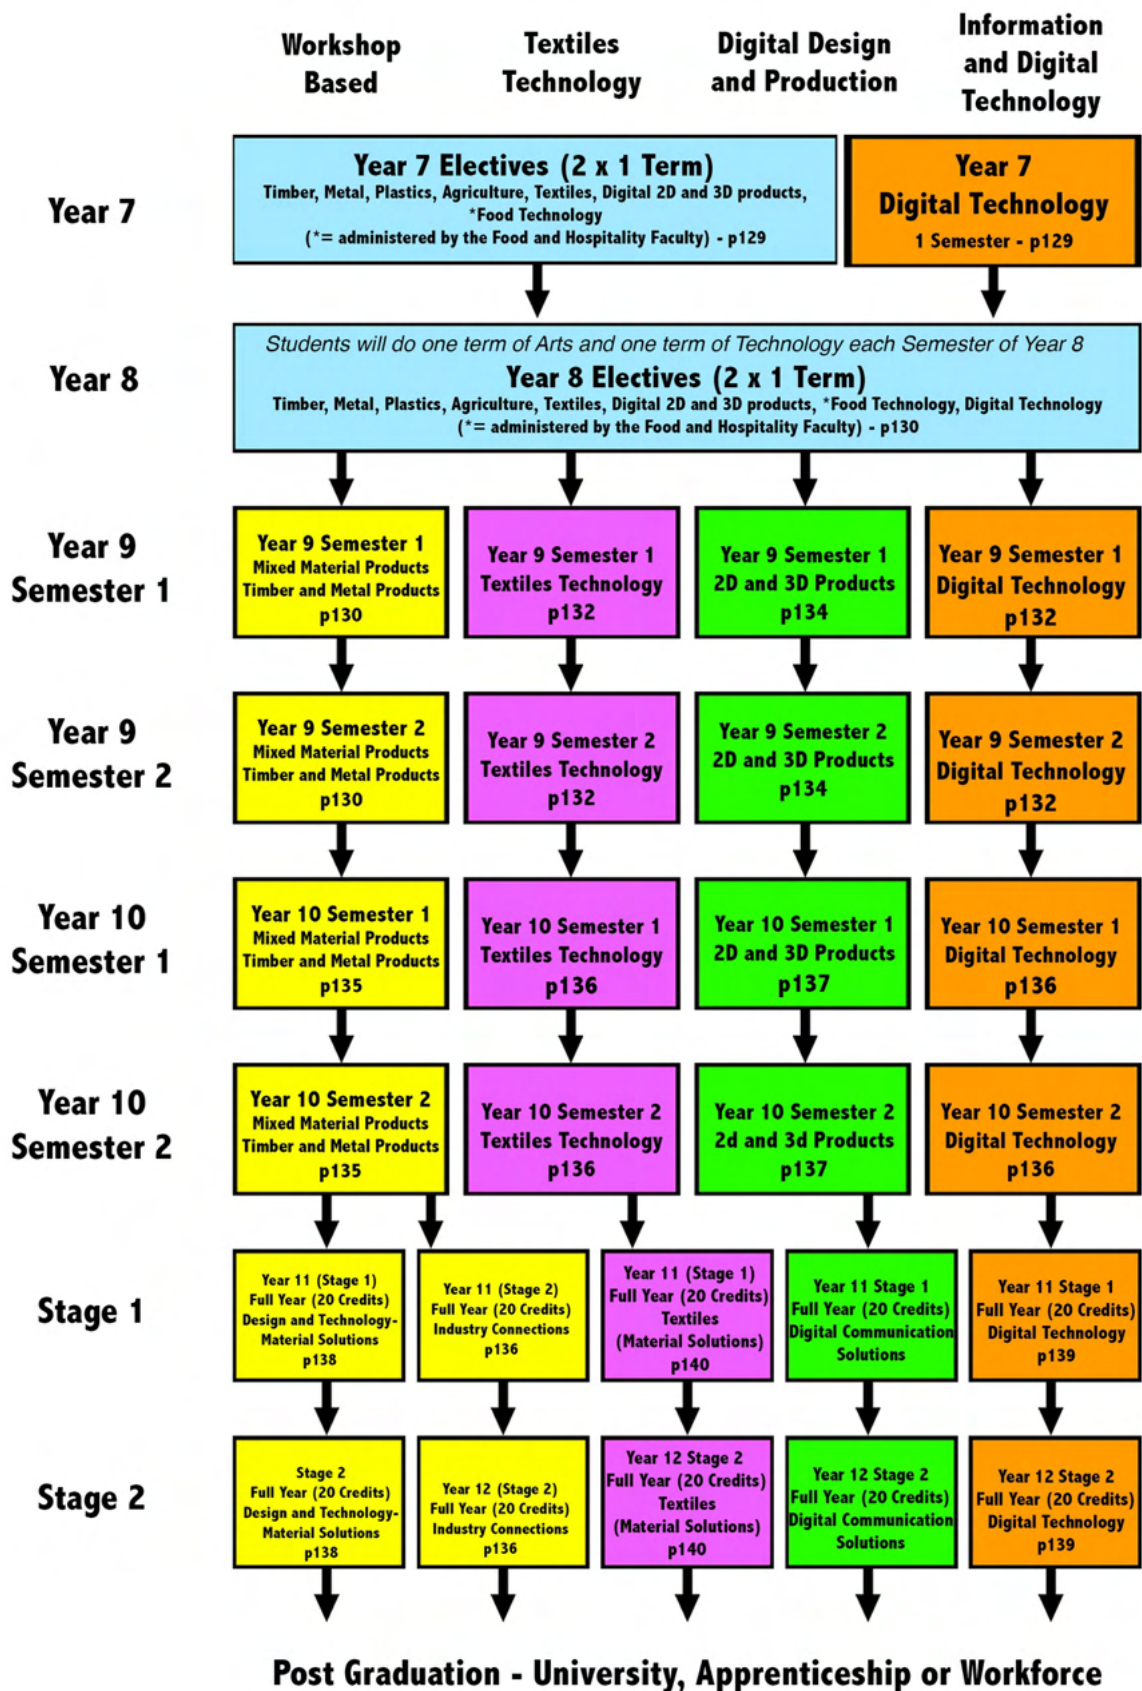 Workshop
Based
Textiles
Technology
Digital Design
and Production
Information
and Digital
Technology
Year 7
Year 7 Electives (2 x 1 Term)
Timber, Metal, Plastics, Agriculture, Textiles, Digital 2D and 3D products,
*Food Technology
(*= administered by the Food and Hospitality Faculty) - p129
Year 7
Digital Technology
1 Semester - p129
Year 8
Students will do one term of Arts and one term of Technology each Semester of Year 8
Year 8 Electives (2 x 1 Term)
Timber, Metal, Plastics, Agriculture, Textiles, Digital 2D and 3D products, *Food Technology, Digital Technology
(*= administered by the Food and Hospitality Faculty) - p130
Year 9
Semester 1
Year 9 Semester 1
Mixed Material Products
Timber and Metal Products
p130
Year 9 Semester 1
Textiles Technology
p132
Year 9 Semester 1
2D and 3D Products
p134
Year 9 Semester 1
Digital Technology
p132
Year 9
Semester 2
Year 9 Semester 2
Mixed Material Products
Timber and Metal Products
p130
Year 9 Semester 2
Textiles Technology
p132
Year 9 Semester 2
2D and 3D Products
p134
Year 9 Semester 2
Digital Technology
p132
Year 10
Semester 1
Year 10 Semester 1
Mixed Material Products
Timber and Metal Products
p135
Year 10 Semester 1
Textiles Technology
p136
Year 10 Semester 1
2D and 3D Products
p137
Year 10 Semester 1
Digital Technology
p136
Year 10
Semester 2
Year 10 Semester 2
Mixed Material Products
Timber and Metal Products
p135
Year 10 Semester 2
Textiles Technology
p136
Year 10 Semester 2
2d and 3d Products
p137
Year 10 Semester 2
Digital Technology
p136
Stage 1
Year 11 (Stage 1)
Full Year (20 Credits)
Design and Technology-
Material Solutions
p138
Year 11 (Stage 2)
Full Year (20 Credits)
Industry Connections
p136
Year 11 (Stage 1)
Full Year (20 Credits)
Textiles
(Material Solutions)
p140
Year 11 Stage 1
Full Year (20 Credits)
Digital Communication
Solutions
Year 11 Stage 1
Full Year (20 Credits)
Digital Technology
p139
Stage 2
Stage 2
Full Year (20 Credits)
Design and Technology-
Material Solutions
p138
Year 12 (Stage 2)
Full Year (20 Credits)
Industry Connections
p136
Year 12 Stage 2
Full Year (20 Credits)
Textiles
(Material Solutions)
p140
Year 12 Stage 2
Full Year (20 Credits)
Digital Communication
Solutions
Year 12 Stage 2
Full Year (20 Credits)
Digital Technology
p139
Post Graduation - University, Apprenticeship or Workforce